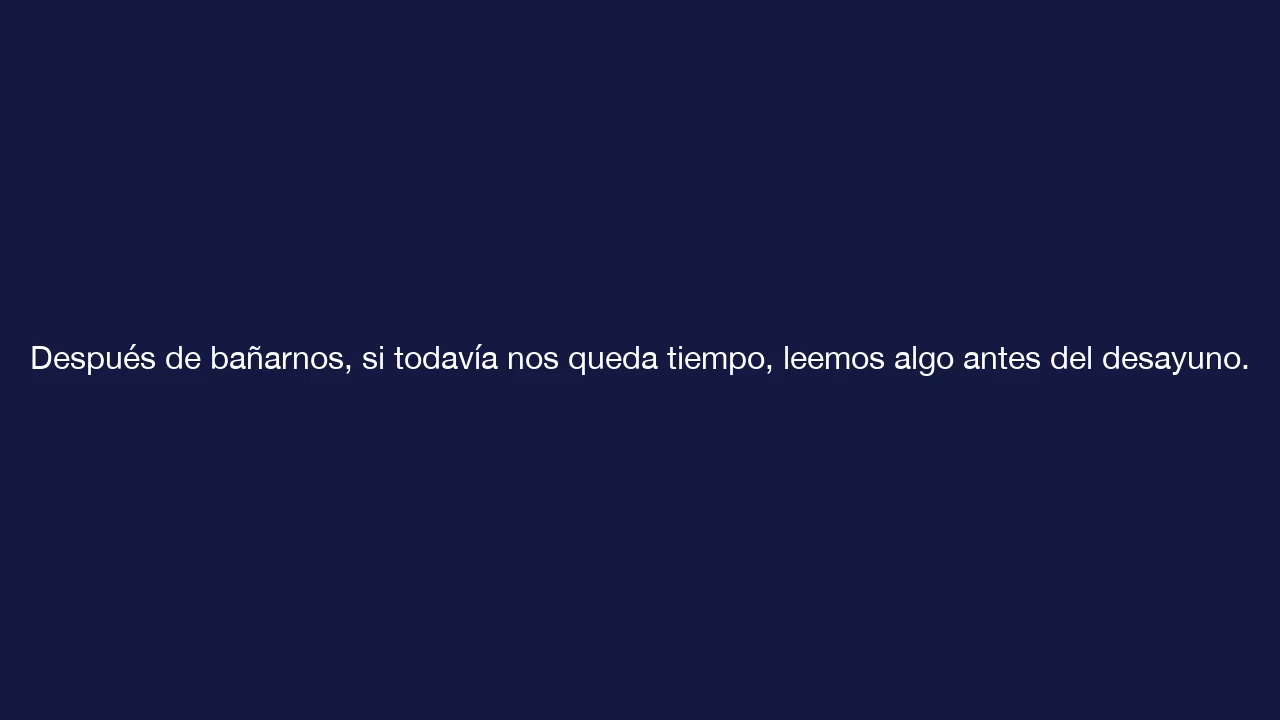 Después de bañarnos, si todavía nos queda tiempo, leemos algo antes del desayuno.